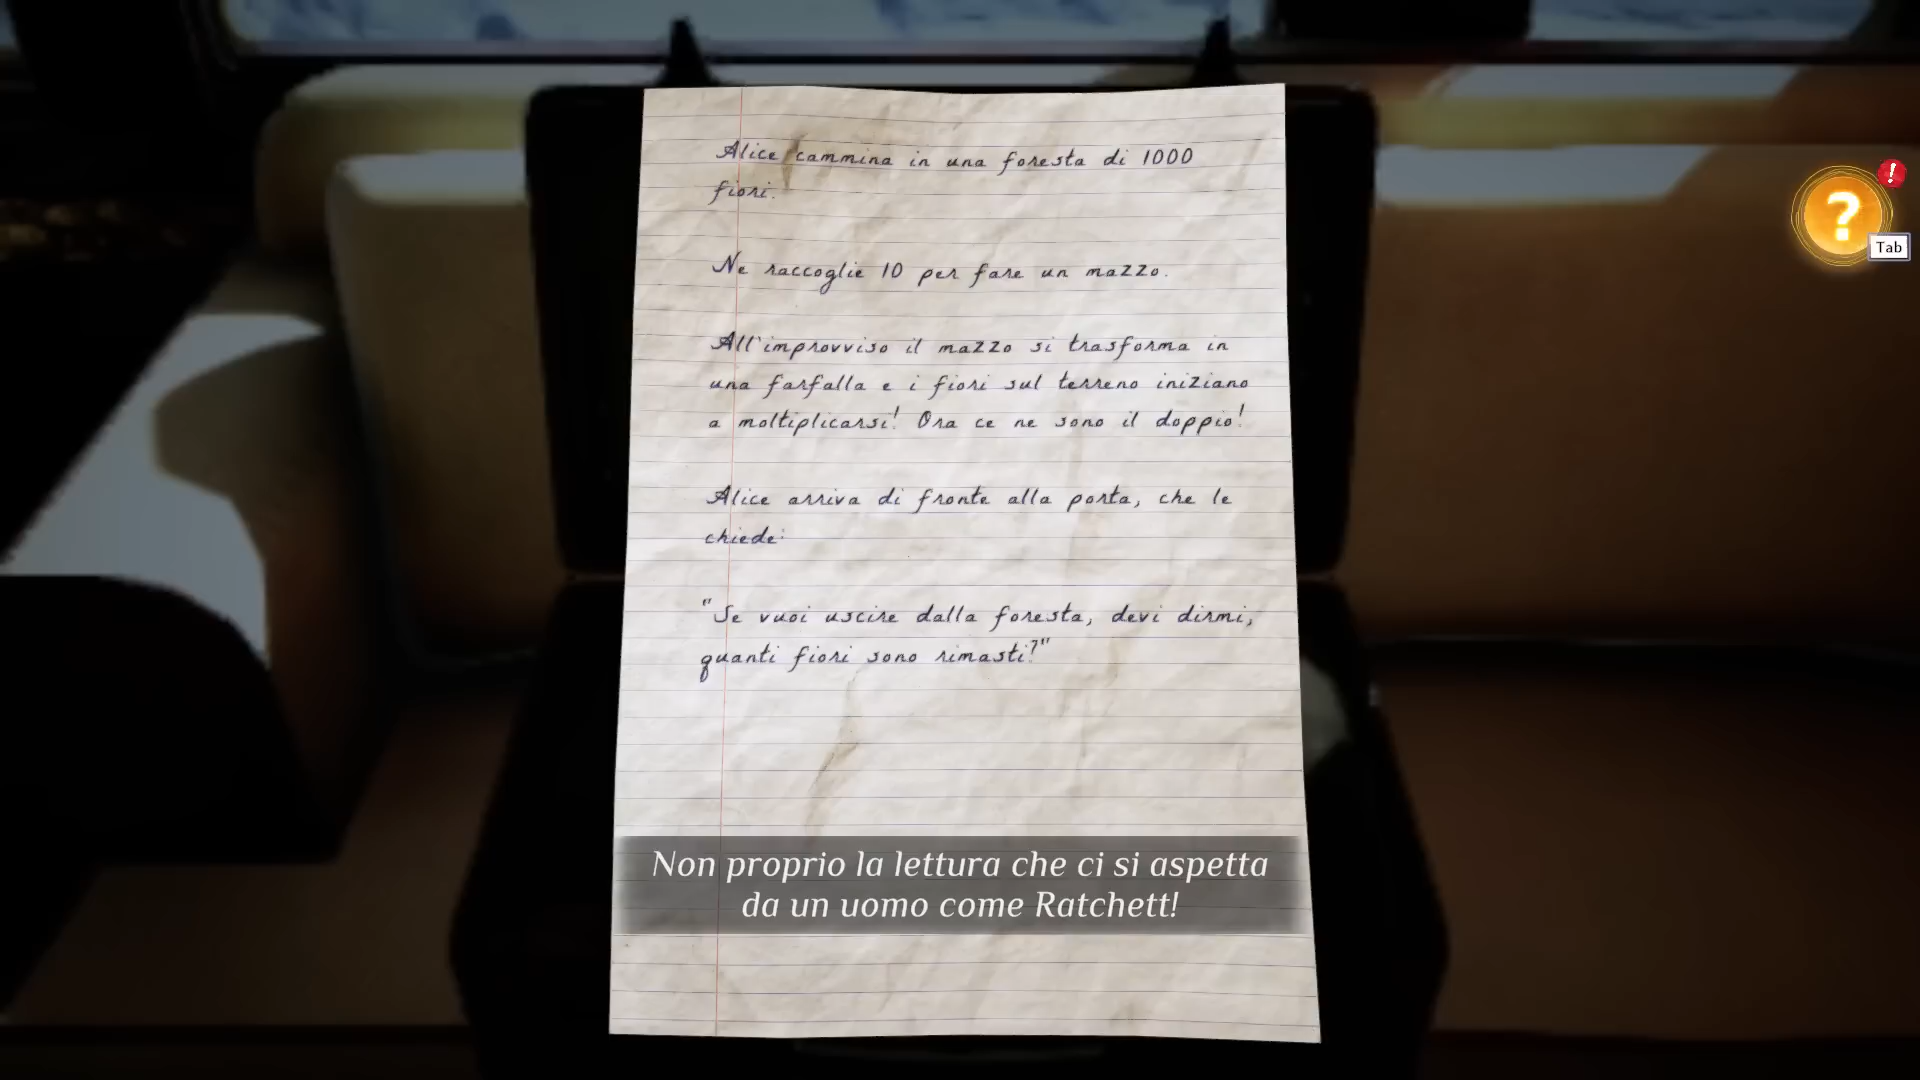 Alice cammina in una foresta di 1000
fiori.
Ne raccoglie 10 per fare un mazzo.
All'improvviso il mazzo si trasforma in
una farfalla e i fiori sul terreno iniziano
a moltiplicarsi! Ora ce ne sono il doppio!
Alice arriva di fronte alla porta, che le
chiede:
"Se vuoi uscire dalla foresta, devi dirmi,
quanti fiori sono rimasti?"
Non proprio la lettura che ci si aspetta
da un uomo come Ratchett!
!
?
Tab